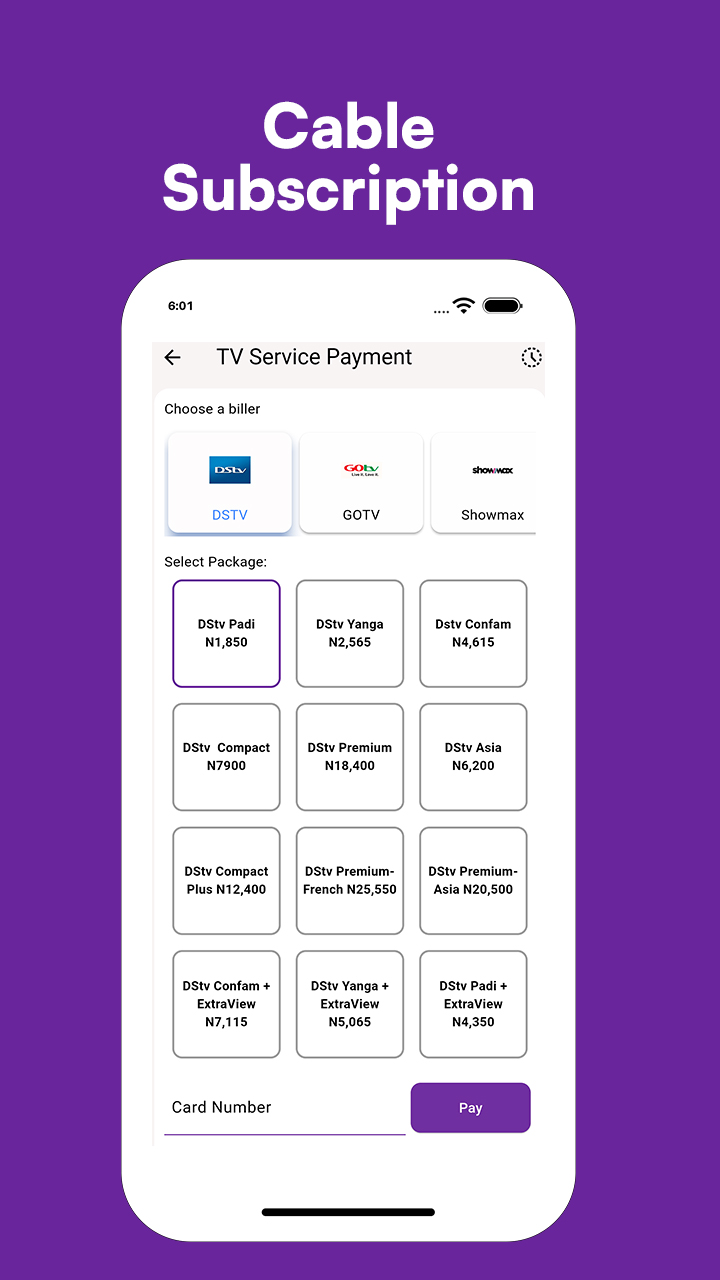 Cable
Subscription
6:01
TV Service Payment
Choose a biller
DStv
GOtv
Live It. Love It.
showmax
DSTV
GOTV
Showmax
Select Package:
DStv Padi
N1,850
DStv Yanga
N2,565
Dstv Confam
N4,615
DStv  Compact
N7900
DStv Premium
N18,400
DStv Asia
N6,200
DStv Compact
Plus N12,400
DStv Premium-
French N25,550
DStv Premium-
Asia N20,500
DStv Confam +
ExtraView
N7,115
DStv Yanga +
ExtraView
N5,065
DStv Padi +
ExtraView
N4,350
Card Number
Pay